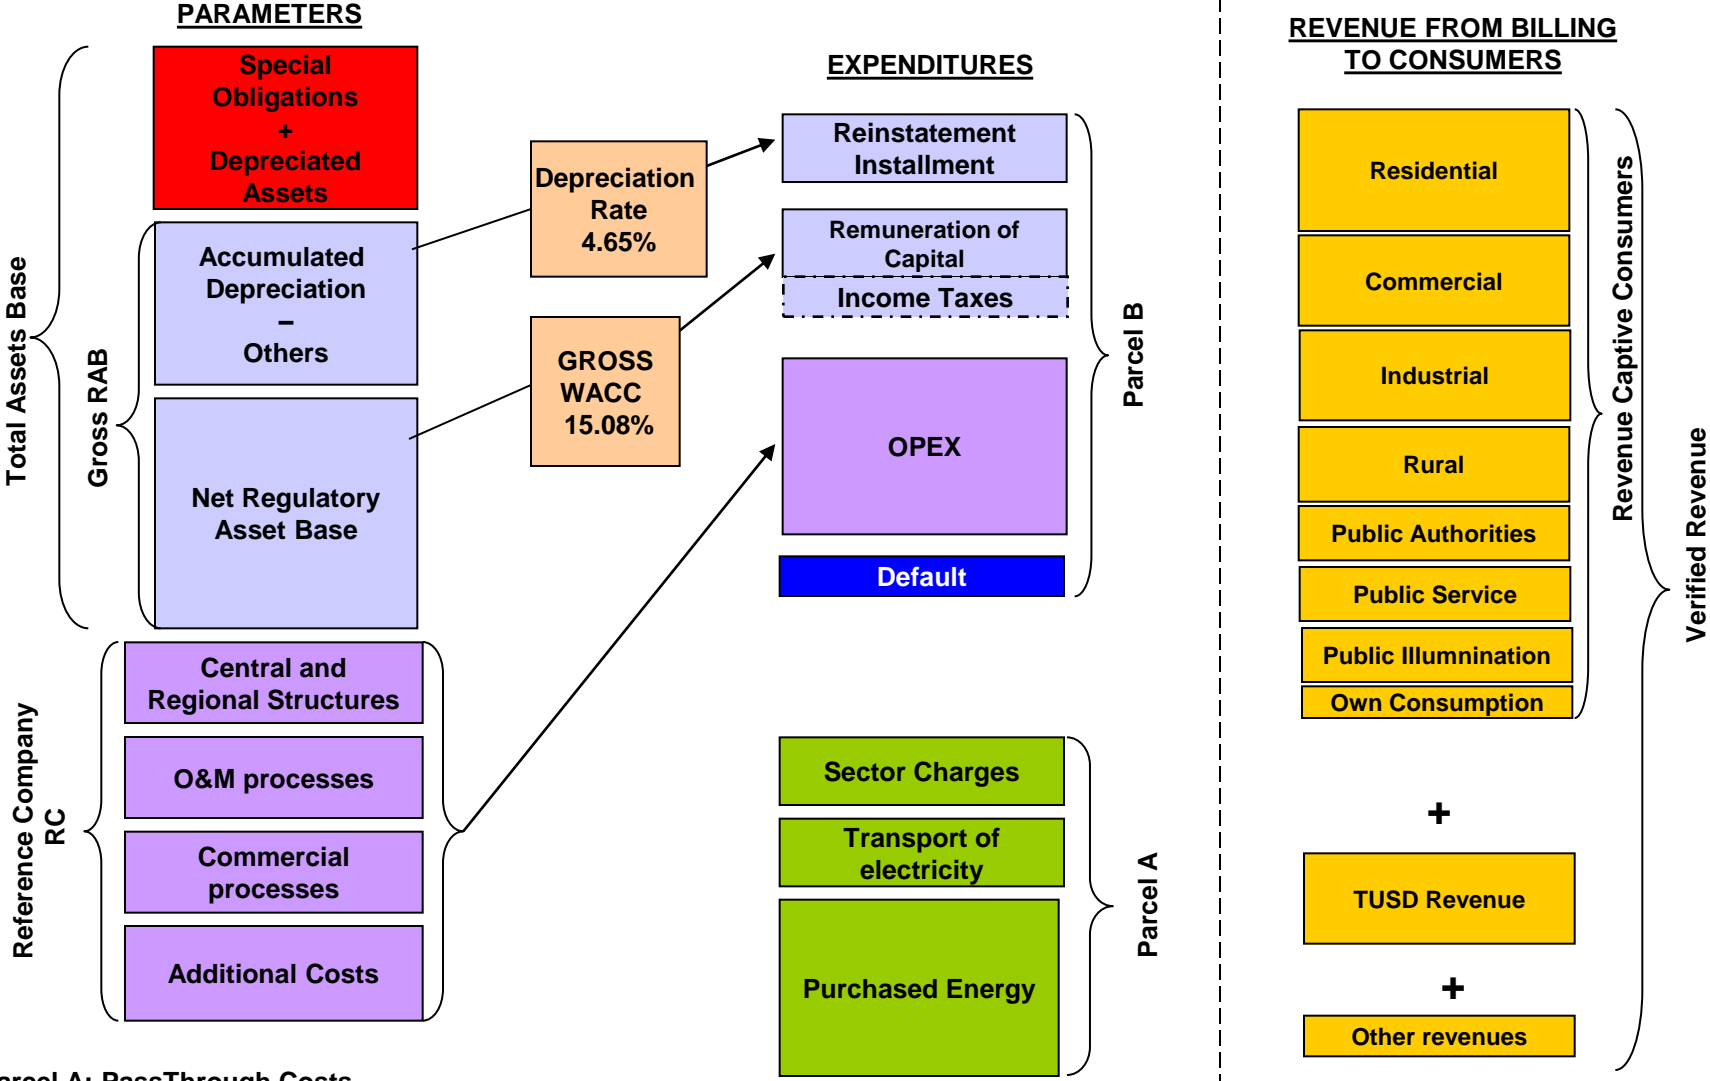 PARAMETERS
Special
Obligations
+
Depreciated
Assets
Accumulated
Depreciation
–
Others
Net Regulatory
Asset Base
Total Assets Base
Gross RAB
Central and
Regional Structures
O&M processes
Commercial
processes
Additional Costs
Reference Company
RC
Depreciation
Rate
4.65%
GROSS
WACC
15.08%
EXPENDITURES
Reinstatement
Installment
Remuneration of
Capital
Income Taxes
OPEX
Default
Parcel B
Sector Charges
Transport of
electricity
Purchased Energy
Parcel A
REVENUE FROM BILLING
TO CONSUMERS
Residential
Commercial
Industrial
Rural
Public Authorities
Public Service
Public Illumnination
Own Consumption
Revenue Captive Consumers
+
TUSD Revenue
+
Other revenues
Verified Revenue
arcel A: PassThrough Costs